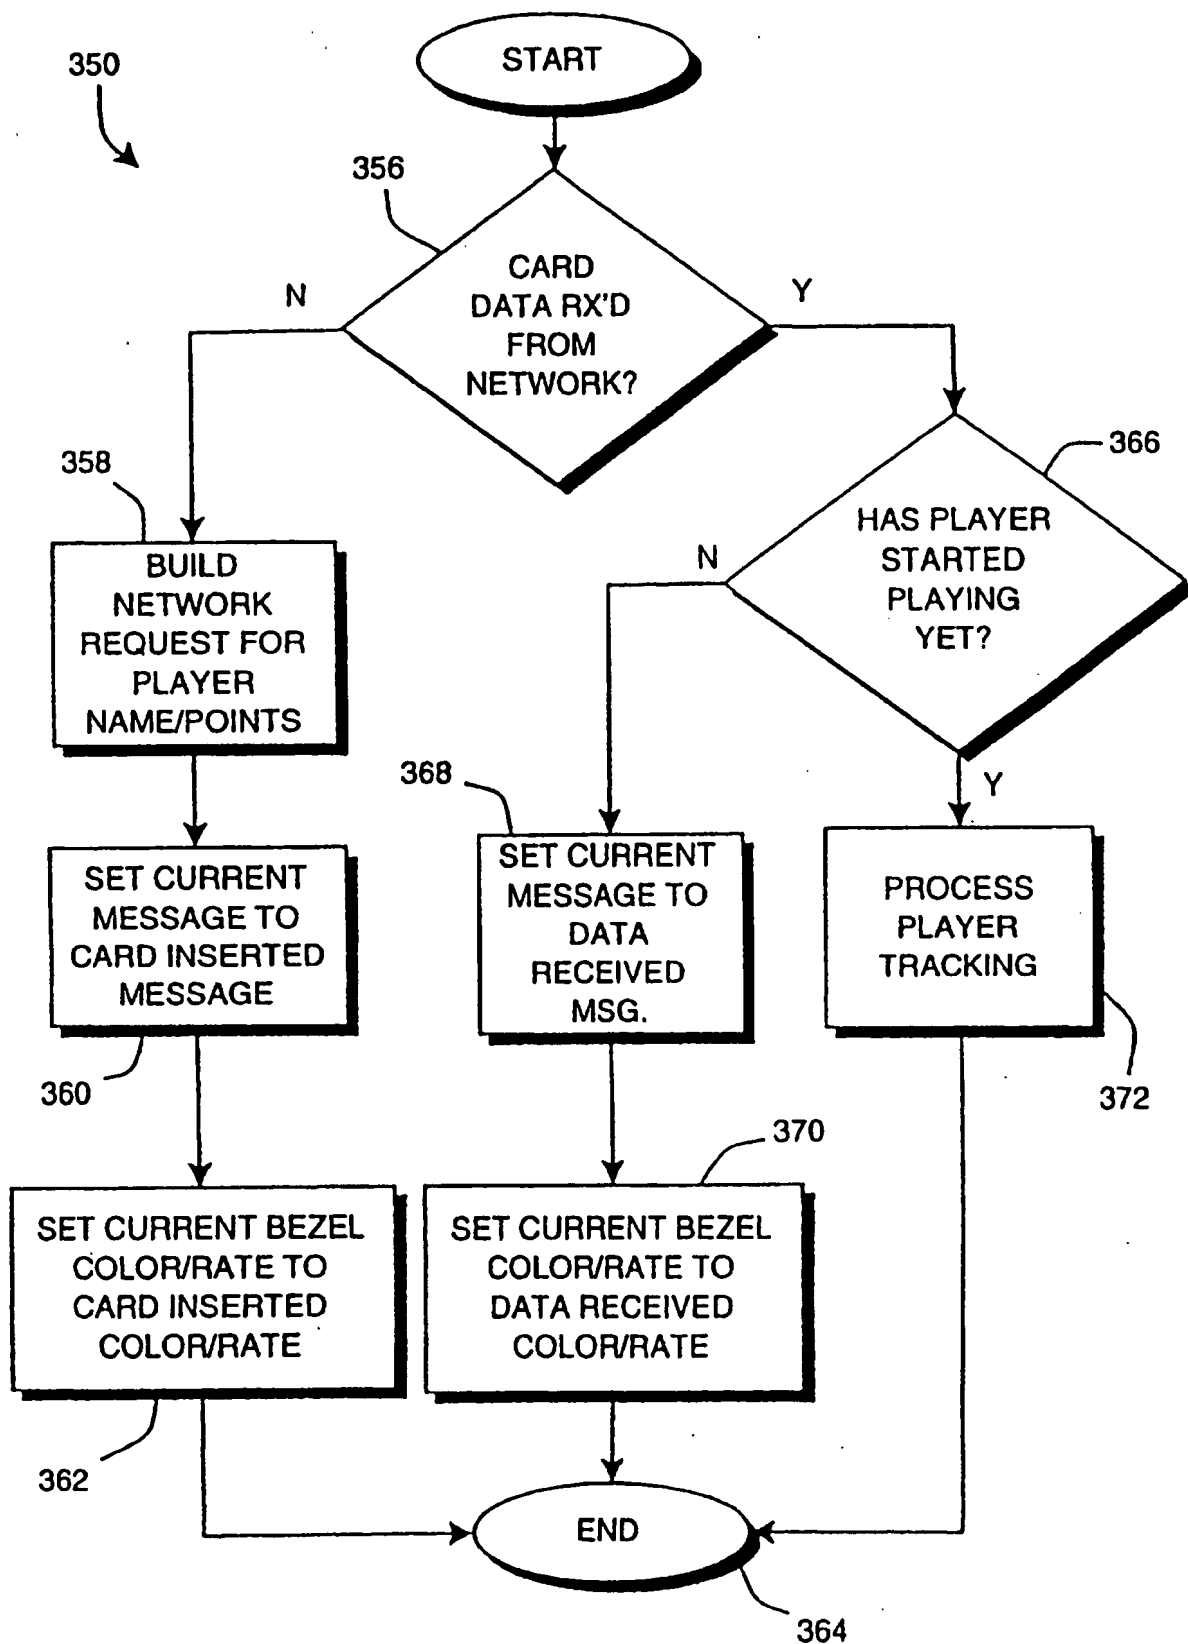 START
350
356
CARD
DATA RX'D
FROM
NETWORK?
N
Y
358
BUILD
NETWORK
REQUEST FOR
PLAYER
NAME/POINTS
366
HAS PLAYER
STARTED
PLAYING
YET?
N
Y
368
SET CURRENT
MESSAGE TO
DATA
RECEIVED
MSG.
PROCESS
PLAYER
TRACKING
372
SET CURRENT
MESSAGE TO
CARD INSERTED
MESSAGE
360
370
SET CURRENT BEZEL
COLOR/RATE TO
CARD INSERTED
COLOR/RATE
362
SET CURRENT BEZEL
COLOR/RATE TO
DATA RECEIVED
COLOR/RATE
END
364